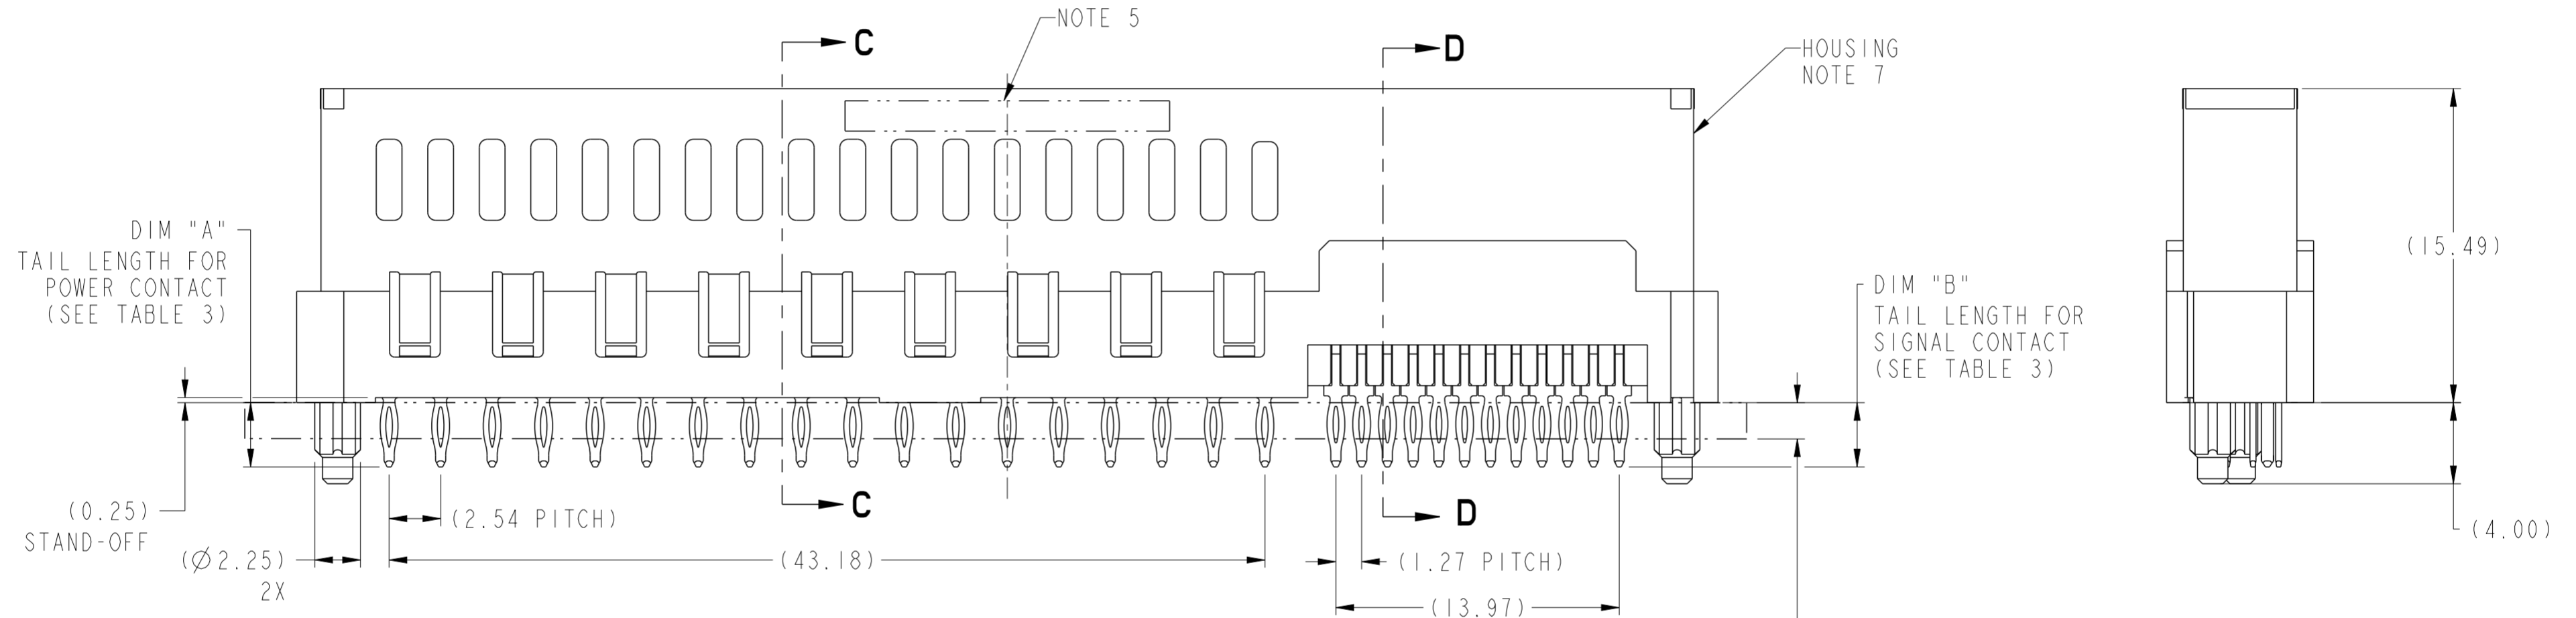 NOTE 5
C
D
HOUSING
NOTE 7
DIM "A"
TAIL LENGTH FOR
POWER CONTACT
(SEE TABLE 3)
(15.49)
DIM "B"
TAIL LENGTH FOR
SIGNAL CONTACT
(SEE TABLE 3)
(0.25)
STAND-OFF
(2.54 PITCH)
C
D
(4.00)
(Ø2.25)
2X
(43.18)
(1.27 PITCH)
(13.97)